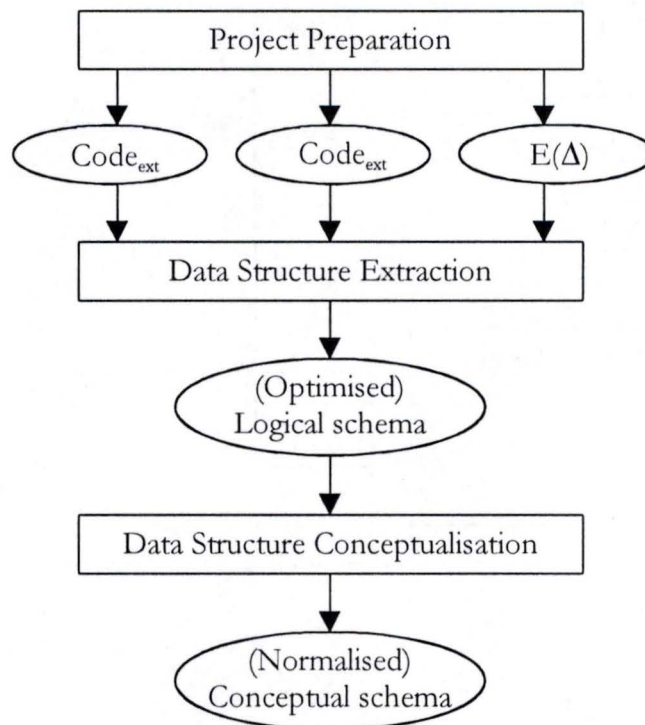 Project Preparation
Code_ext Code_ext E(Δ)
Data Structure Extraction
(Optimised)
Logical schema
Data Structure Conceptualisation
(Normalised)
Conceptual schema